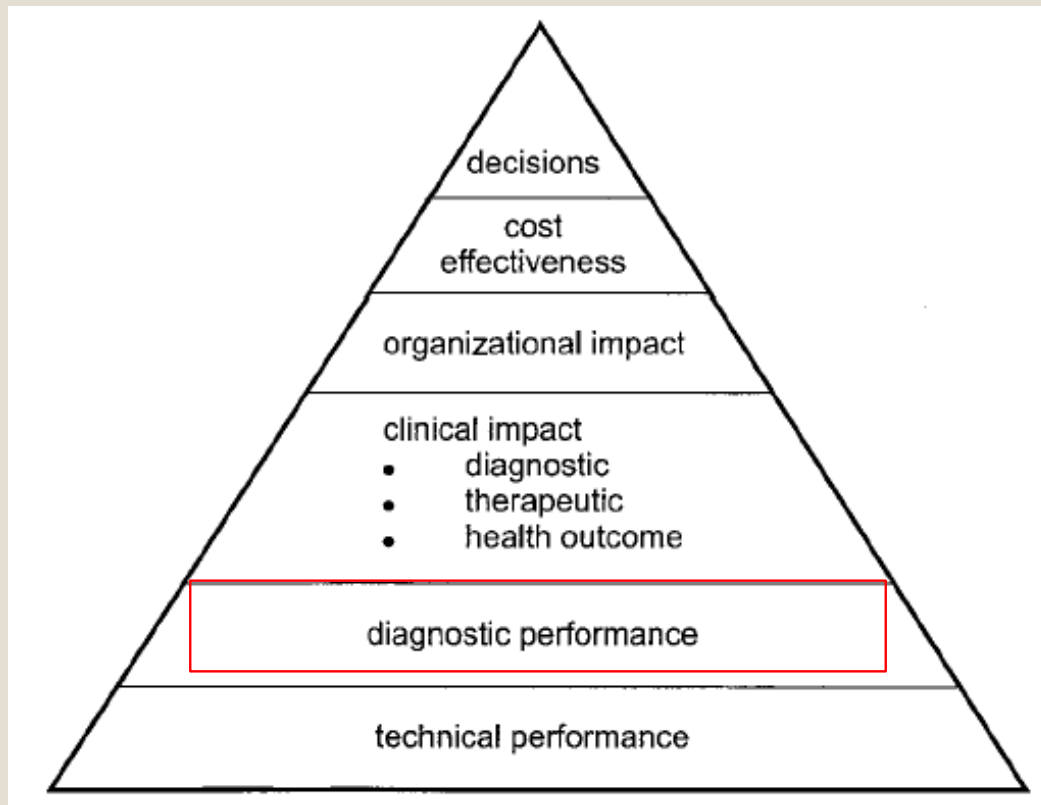 decisions
cost
effectiveness
organizational impact
clinical impact
• diagnostic
• therapeutic
• health outcome
diagnostic performance
technical performance